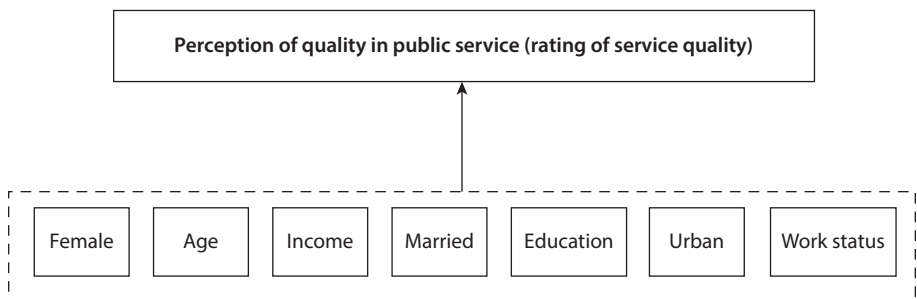 Perception of quality in public service (rating of service quality)
Female
Age
Income
Married
Education
Urban
Work status